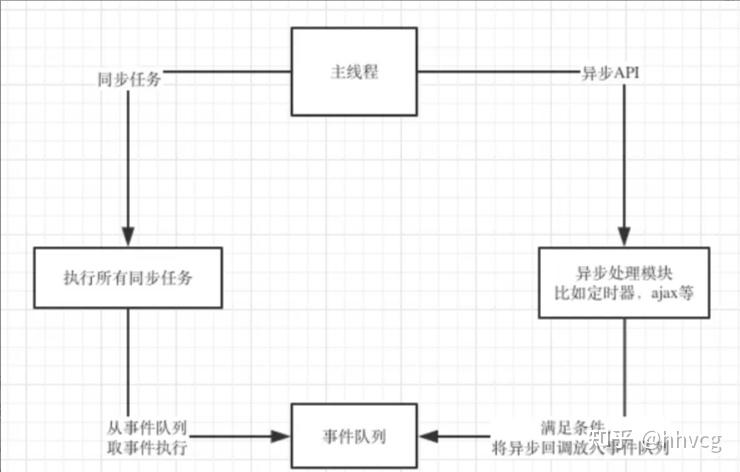 主线程
同步任务
异步API
执行所有同步任务
异步处理模块
比如定时器，ajax等
从事件队列
取事件执行
事件队列
满足条件
将异步回调放入事件队列
知乎 @hhvcg